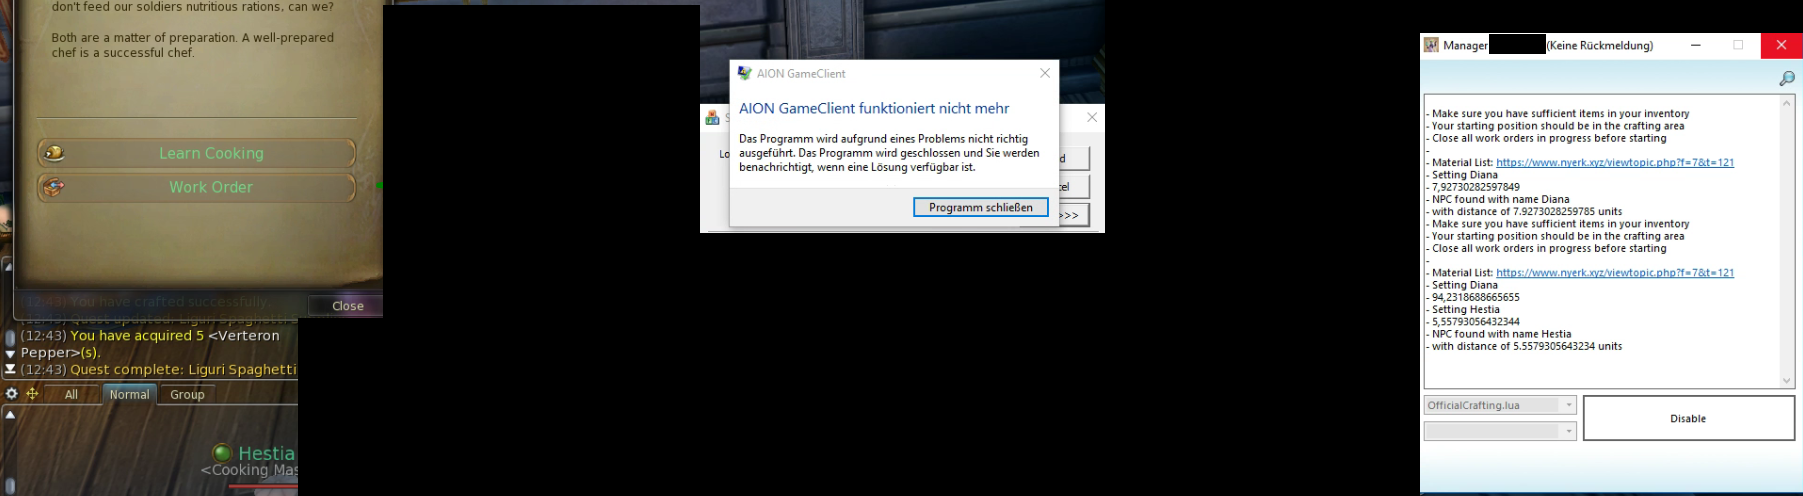 don't feed our soldiers nutritious rations, can we?
Both are a matter of preparation. A well-prepared
chef is a successful chef.
Learn Cooking
Work Order
(12:43) You have crafted successfully.
Close
(12:43) Quest updated: Liguri Spaghetti
(12:43) You have acquired 5 <Verteron
Pepper>(s).
(12:43) Quest complete: Liguri Spaghetti
All
Normal
Group
Hestia
<Cooking Mas
AION GameClient
AION GameClient funktioniert nicht mehr
Das Programm wird aufgrund eines Problems nicht richtig
ausgeführt. Das Programm wird geschlossen und Sie werden
benachrichtigt, wenn eine Lösung verfügbar ist.
Programm schließen
>>>
Manager (Keine Rückmeldung)
- Make sure you have sufficient items in your inventory
- Your starting position should be in the crafting area
- Close all work orders in progress before starting
-
- Material List: https://www.nyerk.xyz/viewtopic.php?f=7&t=121
- Setting Diana
- 7,92730282597849
- NPC found with name Diana
- with distance of 7.9273028259785 units
- Make sure you have sufficient items in your inventory
- Your starting position should be in the crafting area
- Close all work orders in progress before starting
-
- Material List: https://www.nyerk.xyz/viewtopic.php?f=7&t=121
- Setting Diana
- 94,2318688665655
- Setting Hestia
- 5,55793056432344
- NPC found with name Hestia
- with distance of 5.5579305643234 units
OfficialCrafting.lua
Disable